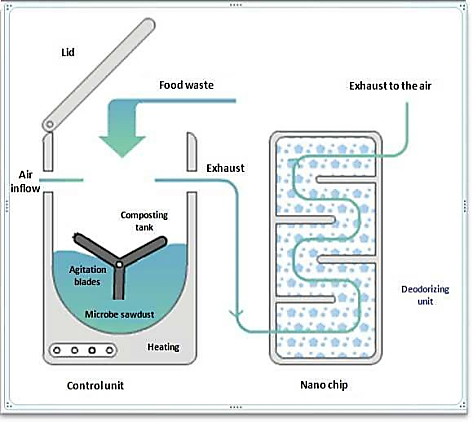 Lid
Food waste
Exhaust to the air
Air
inflow
Exhaust
Composting
tank
Agitation
blades
Microbe sawdust
Deodorizing
unit
Heating
Control unit
Nano chip